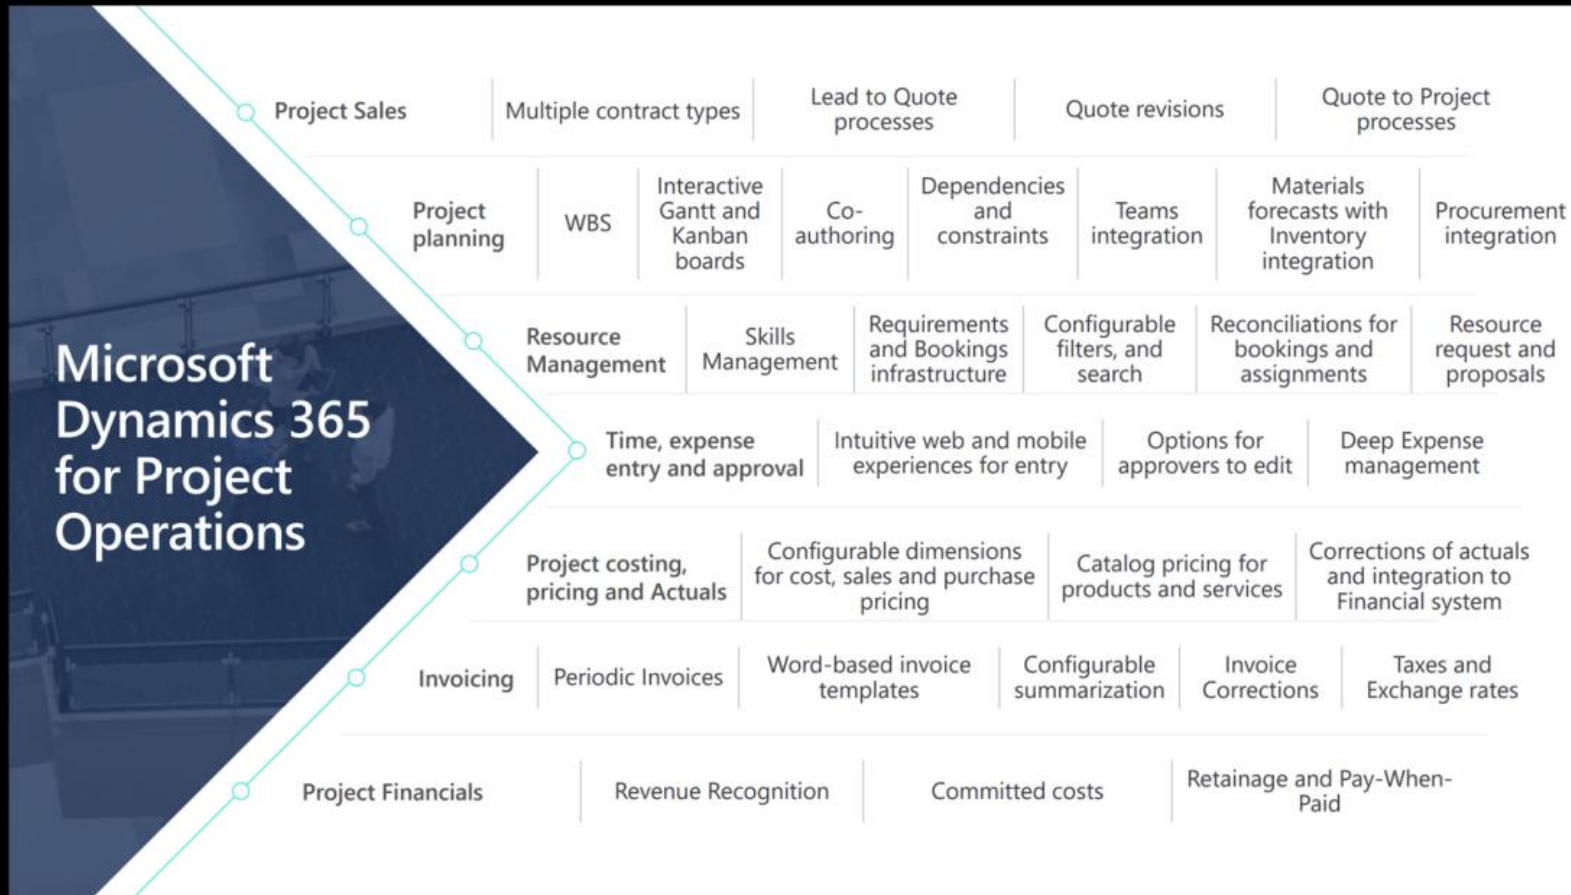 Microsoft
Dynamics 365
for Project
Operations
Project Sales
Multiple contract types
Lead to Quote
processes
Quote revisions
Quote to Project
processes
Project
planning
WBS
Interactive
Gantt and
Kanban
boards
Co-
authoring
Dependencies
and
constraints
Teams
integration
Materials
forecasts with
Inventory
integration
Procurement
integration
Resource
Management
Skills
Management
Requirements
and Bookings
infrastructure
Configurable
filters, and
search
Reconciliations for
bookings and
assignments
Resource
request and
proposals
Time, expense
entry and approval
Intuitive web and mobile
experiences for entry
Options for
approvers to edit
Deep Expense
management
Project costing,
pricing and Actuals
Configurable dimensions
for cost, sales and purchase
pricing
Catalog pricing for
products and services
Corrections of actuals
and integration to
Financial system
Invoicing
Periodic Invoices
Word-based invoice
templates
Configurable
summarization
Invoice
Corrections
Taxes and
Exchange rates
Project Financials
Revenue Recognition
Committed costs
Retainage and Pay-When-
Paid